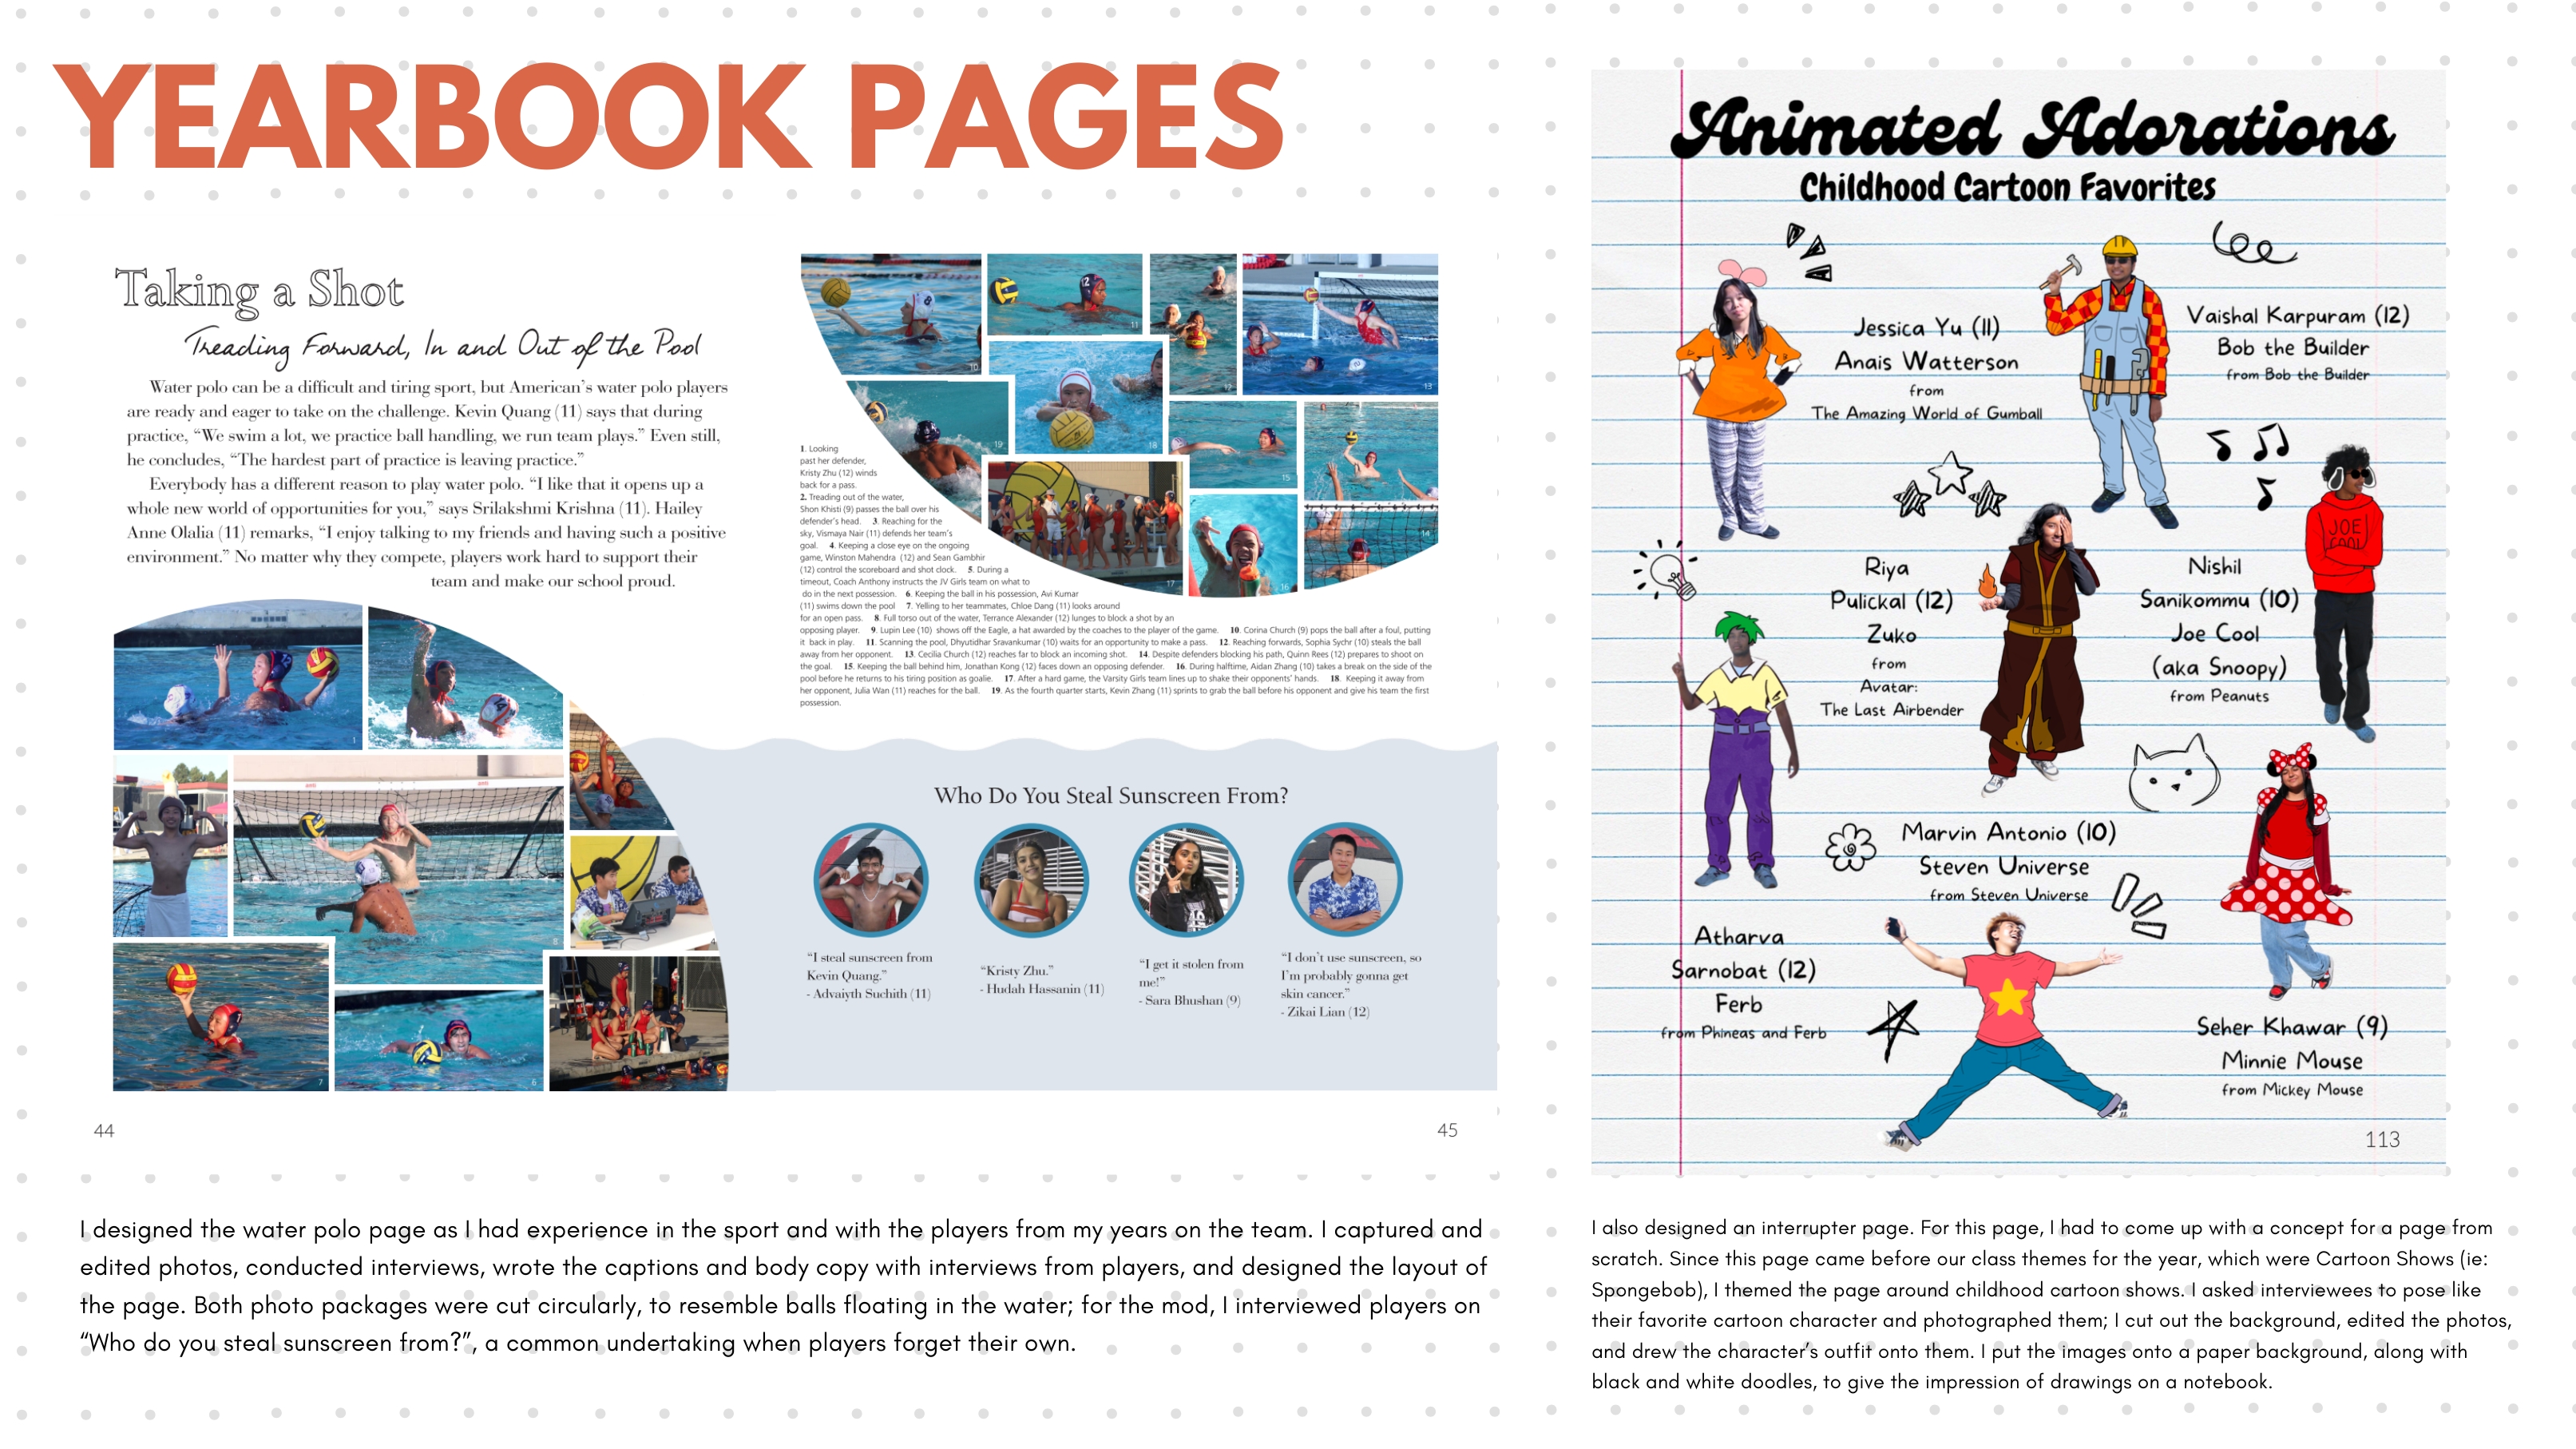 YEARBOOK PAGES
Taking a Shot
Treading Forward, In and Out of the Pool
Water polo can be a difficult and tiring sport, but American's water polo players
are ready and eager to take on the challenge. Kevin Quang (11) says that during
practice, “We swim a lot, we practice ball handling, we run team plays.” Even still,
he concludes, “The hardest part of practice is leaving practice.”
Everybody has a different reason to play water polo. “I like that it opens up a
whole new world of opportunities for you,” says Srilakshmi Krishna (11). Hailey
Anne Olalia (11) remarks, “I enjoy talking to my friends and having such a positive
environment.” No matter why they compete, players work hard to support their
team and make our school proud.
1. Looking
past her defender,
Kristy Zhu (12) winds
back for a pass.
2. Treading out of the water,
Shon Khisti (9) passes the ball over his
defender's head. 3. Reaching for the
sky, Vismaya Nair (11) defends her team's
goal. 4. Keeping a close eye on the ongoing
game, Winston Mahendra (12) and Sean Gambhir
(12) control the scoreboard and shot clock. 5. During a
timeout, Coach Anthony instructs the JV Girls team on what to
do in the next possession. 6. Keeping the ball in his possession, Avi Kumar
(11) swims down the pool 7. Yelling to her teammates, Chloe Dang (11) looks around
for an open pass. 8. Full torso out of the water, Terrance Alexander (12) lunges to block a shot by an
opposing player. 9. Lupin Lee (10) shows off the Eagle, a hat awarded by the coaches to the player of the game. 10. Corina Church (9) pops the ball after a foul, putting
it back in play. 11. Scanning the pool, Dhyutidhar Sravankumar (10) waits for an opportunity to make a pass. 12. Reaching forwards, Sophia Sychr (10) steals the ball
away from her opponent. 13. Cecilia Church (12) reaches far to block an incoming shot. 14. Despite defenders blocking his path, Quinn Rees (12) prepares to shoot on
the goal. 15. Keeping the ball behind him, Jonathan Kong (12) faces down an opposing defender. 16. During halftime, Aidan Zhang (10) takes a break on the side of the
pool before he returns to his tiring position as goalie. 17. After a hard game, the Varsity Girls team lines up to shake their opponents' hands. 18. Keeping it away from
her opponent, Julia Wan (11) reaches for the ball. 19. As the fourth quarter starts, Kevin Zhang (11) sprints to grab the ball before his opponent and give his team the first
possession.
Who Do You Steal Sunscreen From?
“I steal sunscreen from
Kevin Quang.”
- Advaiyth Suchith (11)
“Kristy Zhu.”
- Hudah Hassanin (11)
“I get it stolen from
me!”
- Sara Bhushan (9)
“I don't use sunscreen, so
I'm probably gonna get
skin cancer.”
- Zikai Lian (12)
44
45
I designed the water polo page as I had experience in the sport and with the players from my years on the team. I captured and
edited photos, conducted interviews, wrote the captions and body copy with interviews from players, and designed the layout of
the page. Both photo packages were cut circularly, to resemble balls floating in the water; for the mod, I interviewed players on
“Who do you steal sunscreen from?”, a common undertaking when players forget their own.
Animated Adorations
Childhood Cartoon Favorites
Jessica Yu (11)
Anais Watterson
from
The Amazing World of Gumball
Vaishal Karpuram (12)
Bob the Builder
from Bob the Builder
JOE
COOL
Riya
Pulickal (12)
Zuko
from
Avatar:
The Last Airbender
Nishil
Sanikommu (10)
Joe Cool
(aka Snoopy)
from Peanuts
Marvin Antonio (10)
Steven Universe
from Steven Universe
Atharva
Sarnobat (12)
Ferb
from Phineas and Ferb
Seher Khawar (9)
Minnie Mouse
from Mickey Mouse
113
I also designed an interrupter page. For this page, I had to come up with a concept for a page from
scratch. Since this page came before our class themes for the year, which were Cartoon Shows (ie:
Spongebob), I themed the page around childhood cartoon shows. I asked interviewees to pose like
their favorite cartoon character and photographed them; I cut out the background, edited the photos,
and drew the character's outfit onto them. I put the images onto a paper background, along with
black and white doodles, to give the impression of drawings on a notebook.